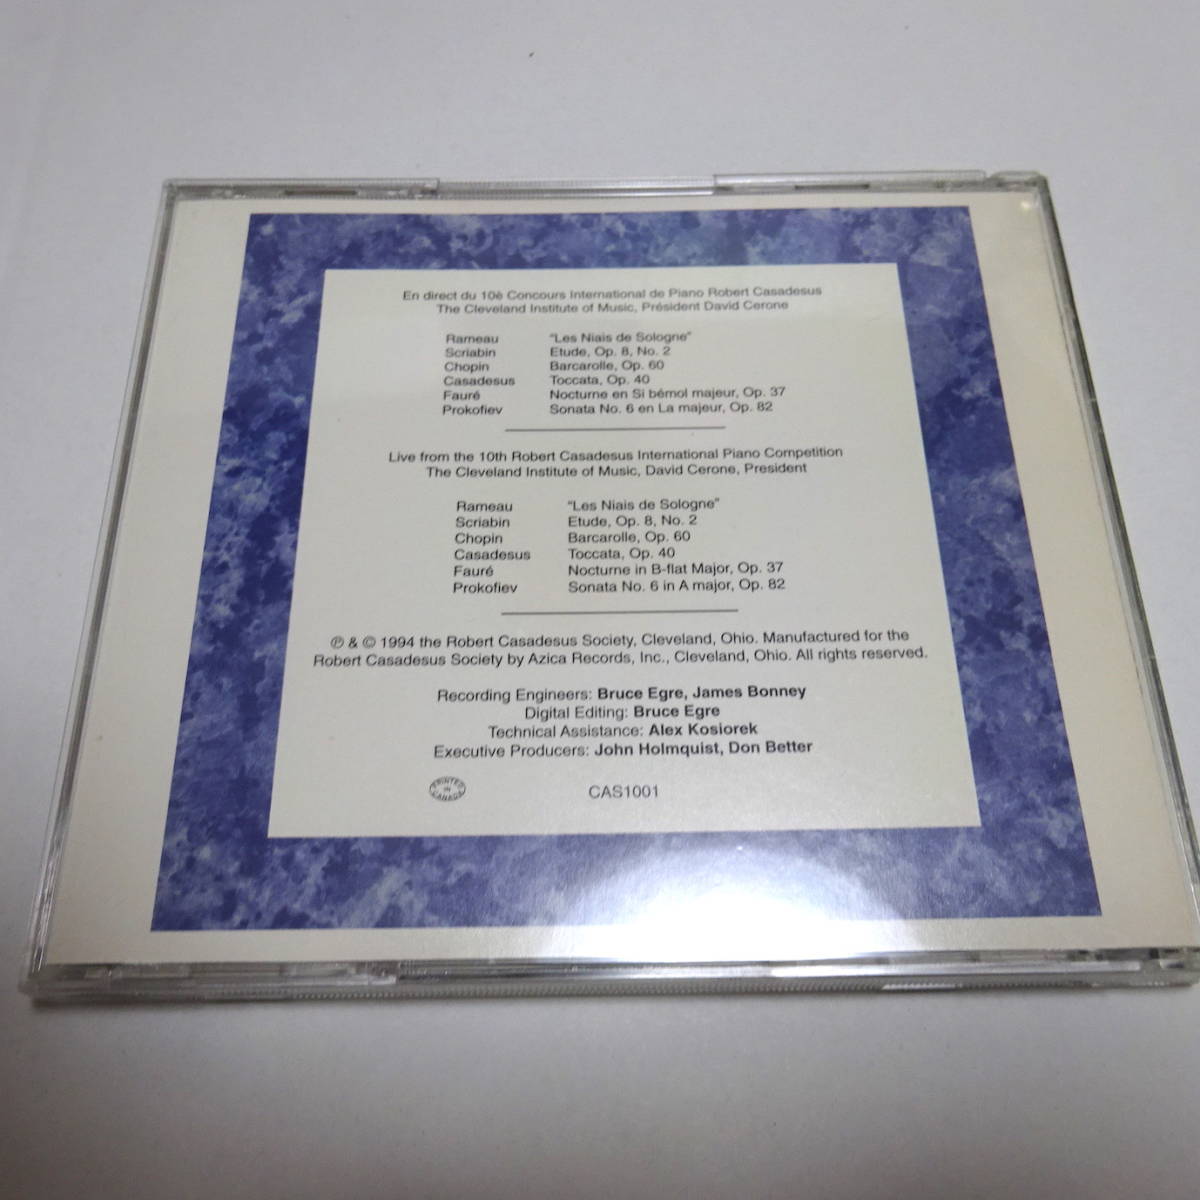 En direct du 10è Concours International de Piano Robert Casadesus
The Cleveland Institute of Music, Président David Cerone
Rameau "Les Niais de Sologne"
Scriabin Etude, Op. 8, No. 2
Chopin Barcarolle, Op. 60
Casadesus Toccata, Op. 40
Fauré Nocturne en Si bémol majeur, Op. 37
Prokofiev Sonata No. 6 en La majeur, Op. 82
Live from the 10th Robert Casadesus International Piano Competition
The Cleveland Institute of Music, David Cerone, President
Rameau "Les Niais de Sologne"
Scriabin Etude, Op. 8, No. 2
Chopin Barcarolle, Op. 60
Casadesus Toccata, Op. 40
Fauré Nocturne in B-flat Major, Op. 37
Prokofiev Sonata No. 6 in A major, Op. 82
℗ & © 1994 the Robert Casadesus Society, Cleveland, Ohio. Manufactured for the
Robert Casadesus Society by Azica Records, Inc., Cleveland, Ohio. All rights reserved.
Recording Engineers: Bruce Egre, James Bonney
Digital Editing: Bruce Egre
Technical Assistance: Alex Kosiorek
Executive Producers: John Holmquist, Don Better
PRINTED IN CANADA
CAS1001